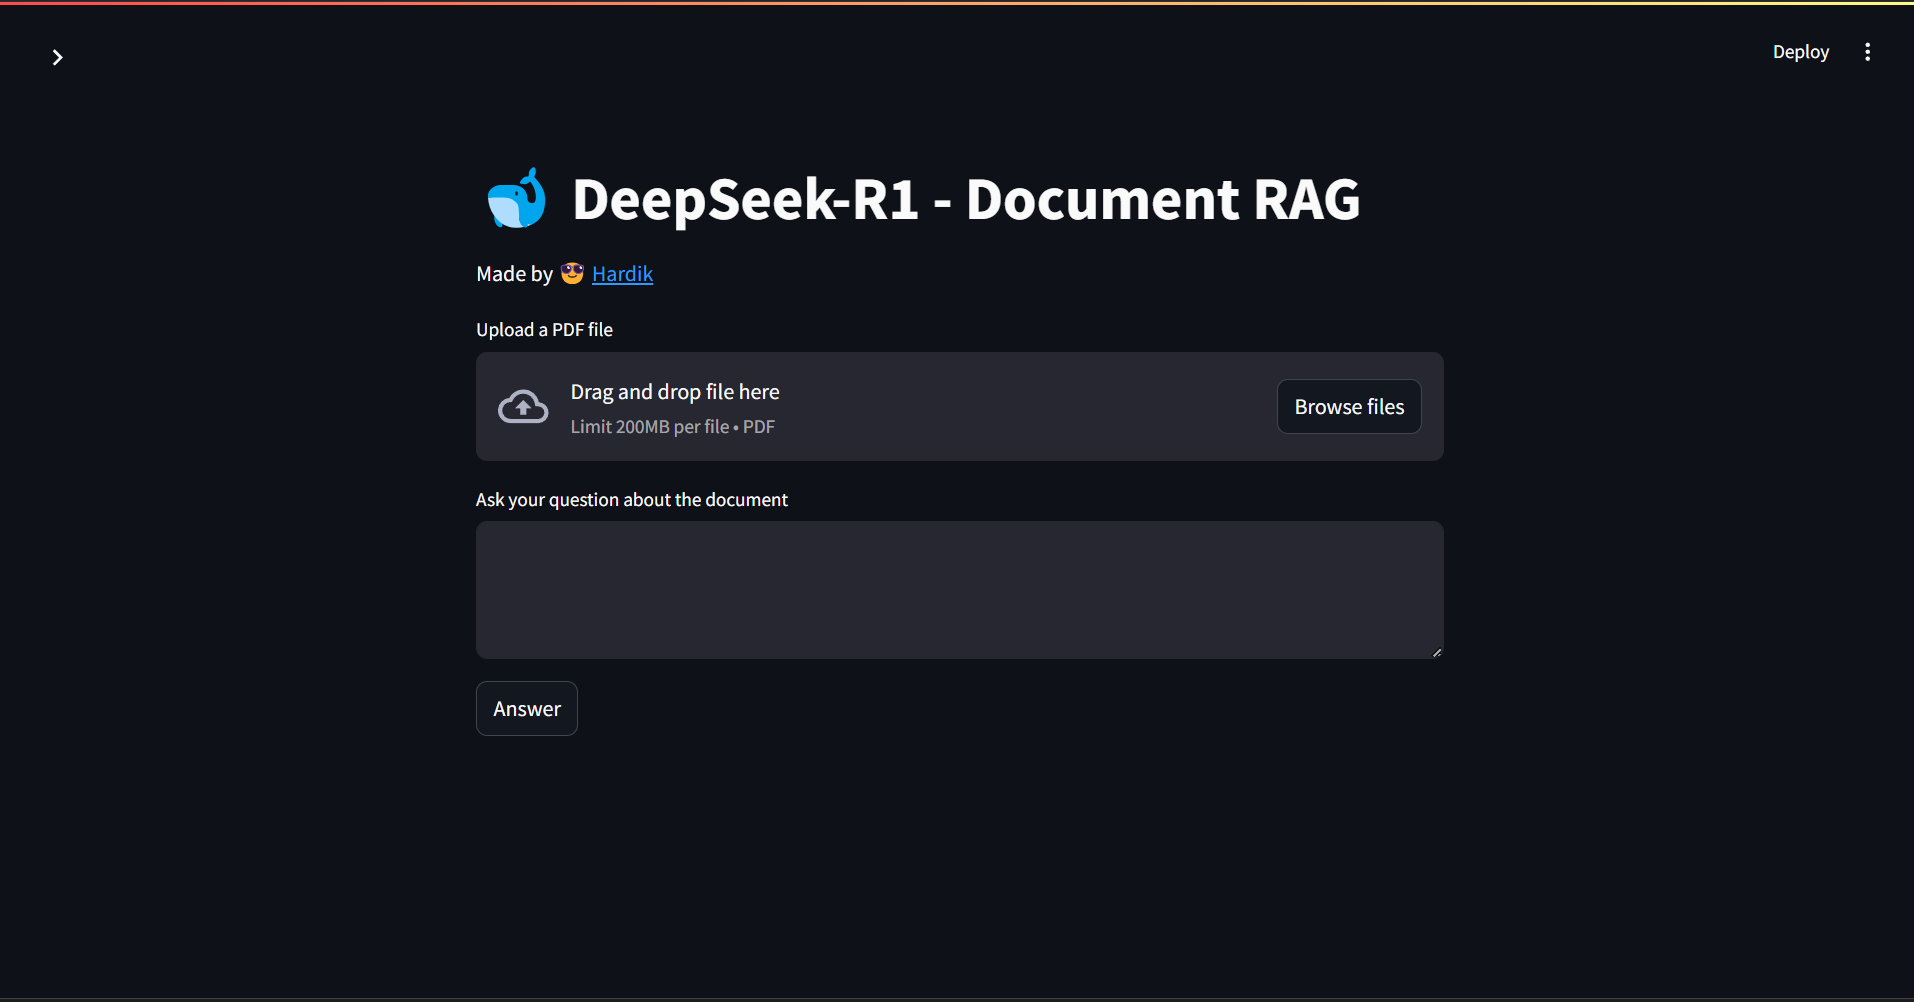 Deploy
DeepSeek-R1 - Document RAG
Made by 😎 Hardik
Upload a PDF file
Drag and drop file here
Limit 200MB per file • PDF
Browse files
Ask your question about the document
Answer